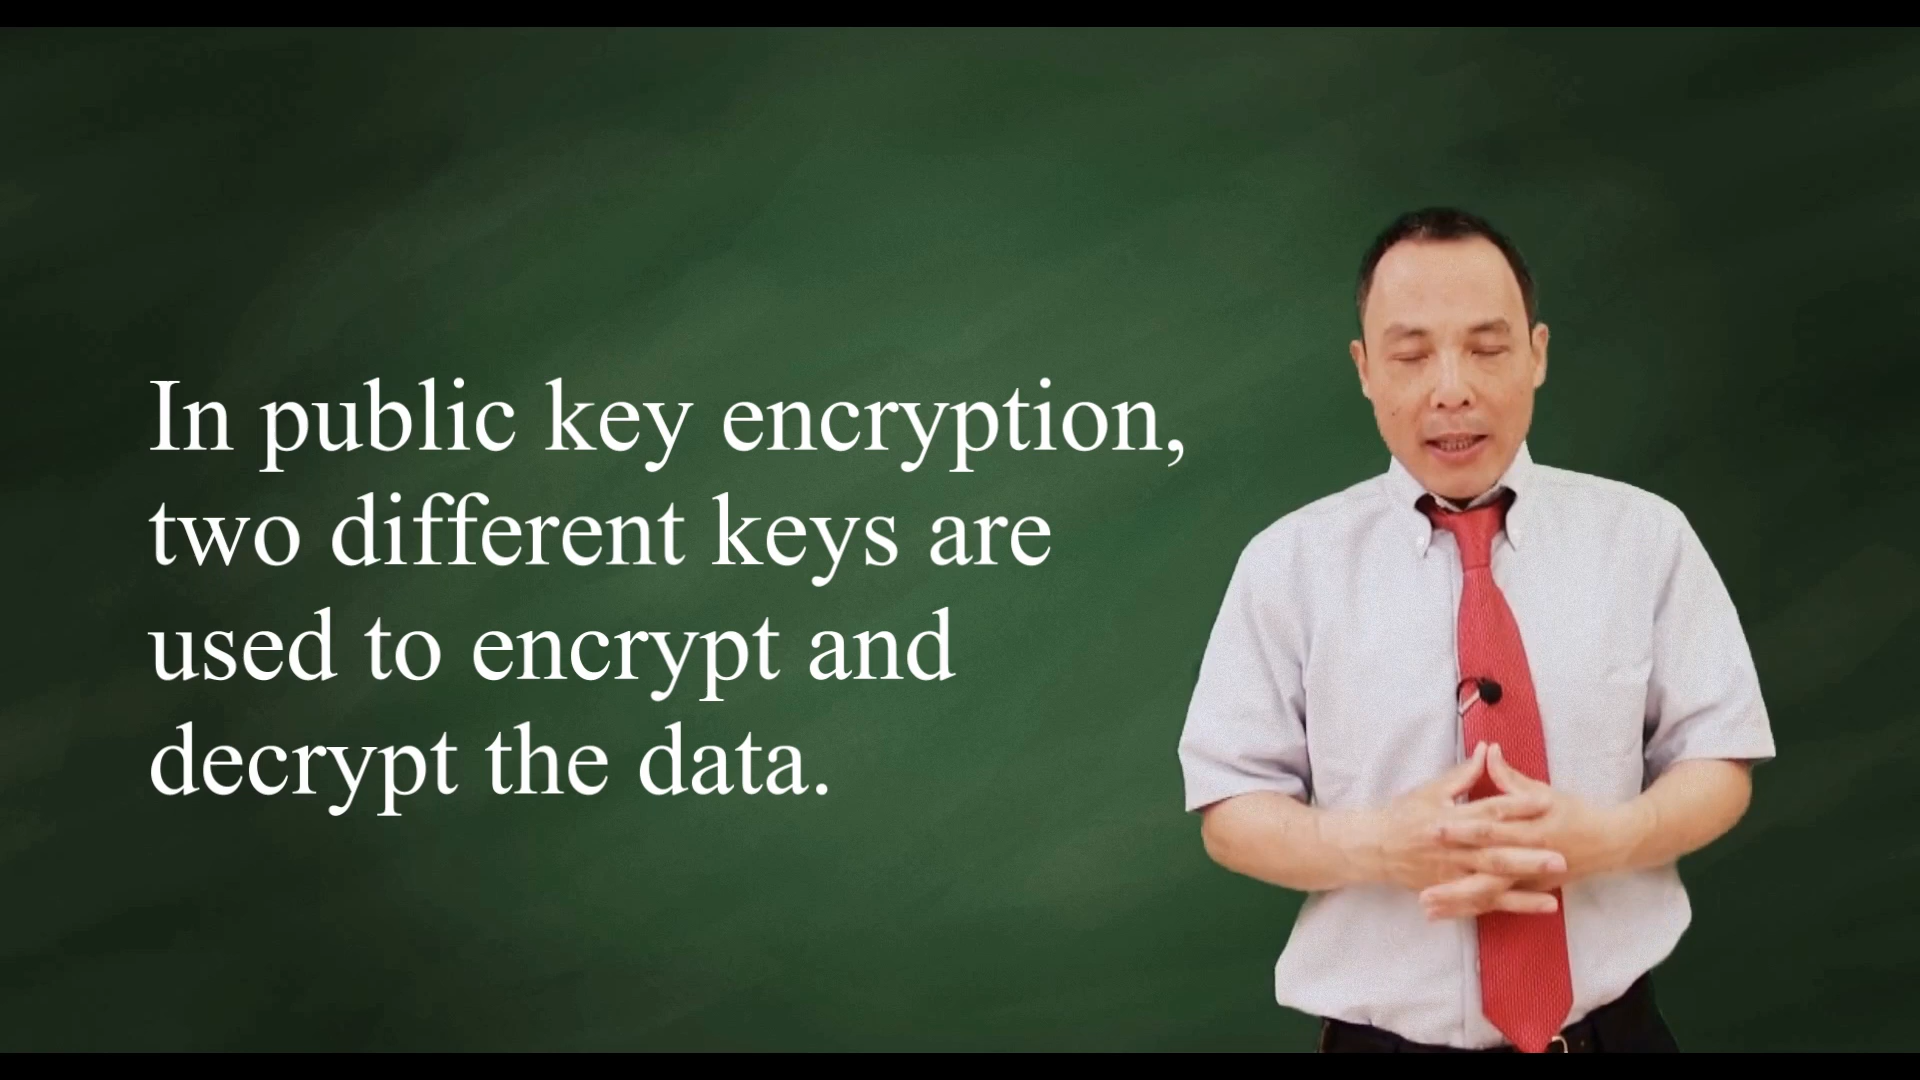 In public key encryption,
two different keys are
used to encrypt and
decrypt the data.